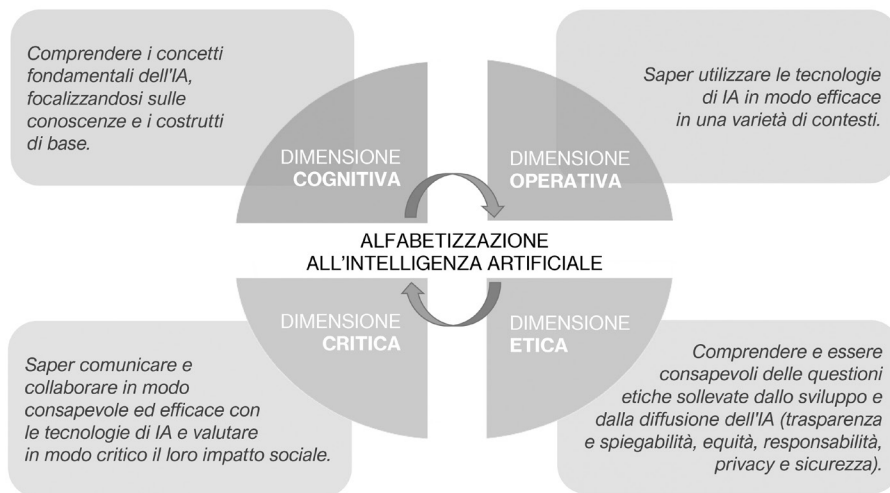 Comprendere i concetti
fondamentali dell'IA,
focalizzandosi sulle
conoscenze e i costrutti
di base.
DIMENSIONE
COGNITIVA
Saper utilizzare le tecnologie
di IA in modo efficace
in una varietà di contesti.
DIMENSIONE
OPERATIVA
ALFABETIZZAZIONE
ALL'INTELLIGENZA ARTIFICIALE
DIMENSIONE
CRITICA
Saper comunicare e
collaborare in modo
consapevole ed efficace con
le tecnologie di IA e valutare
in modo critico il loro impatto sociale.
DIMENSIONE
ETICA
Comprendere e essere
consapevoli delle questioni
etiche sollevate dallo sviluppo e
dalla diffusione dell'IA (trasparenza
e spiegabilità, equità, responsabilità,
privacy e sicurezza).